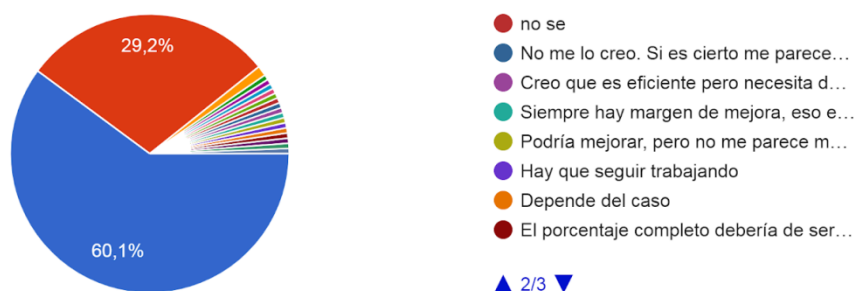 29,2%
60,1%
no se
No me lo creo. Si es cierto me parece…
Creo que es eficiente pero necesita d…
Siempre hay margen de mejora, eso e…
Podría mejorar, pero no me parece m…
Hay que seguir trabajando
Depende del caso
El porcentaje completo debería de ser…
2/3